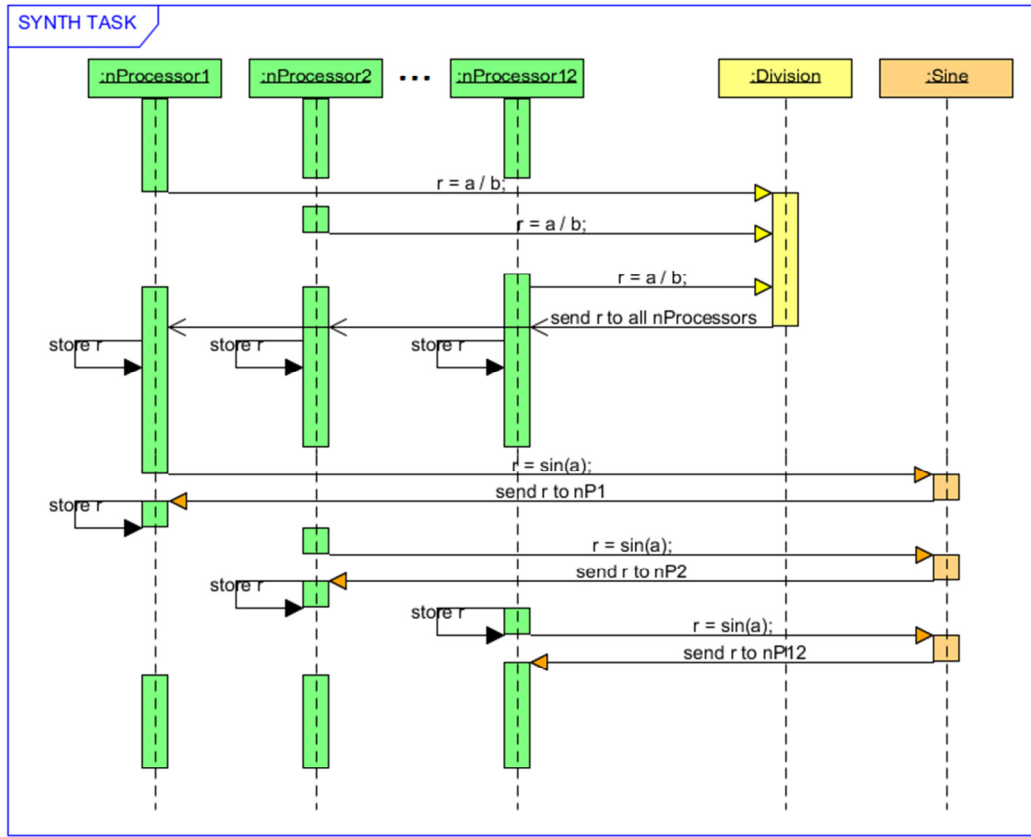 SYNTH TASK
:nProcessor1
:nProcessor2
...
:nProcessor12
:Division
:Sine
r = a / b;
r = a / b;
r = a / b;
send r to all nProcessors
store r
store r
store r
r = sin(a);
send r to nP1
store r
r = sin(a);
send r to nP2
store r
store r
r = sin(a);
send r to nP12